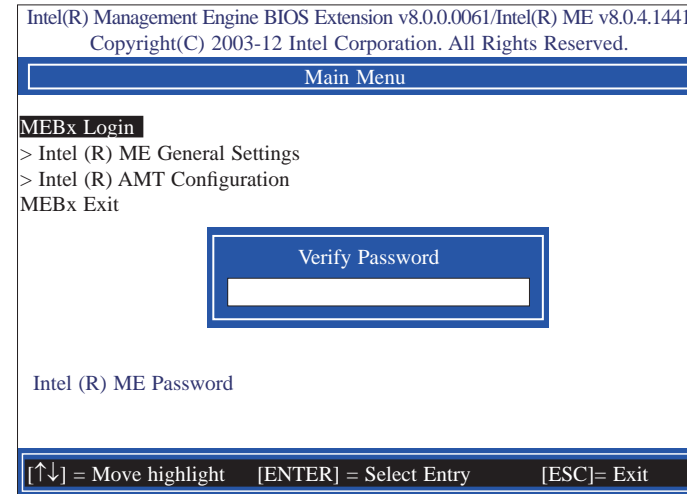 Intel(R) Management Engine BIOS Extension v8.0.0.0061/Intel(R) ME v8.0.4.1441
Copyright(C) 2003-12 Intel Corporation. All Rights Reserved.
Main Menu
MEBx Login
> Intel (R) ME General Settings
> Intel (R) AMT Configuration
MEBx Exit
Verify Password
Intel (R) ME Password
[↑↓] = Move highlight [ENTER] = Select Entry [ESC]= Exit